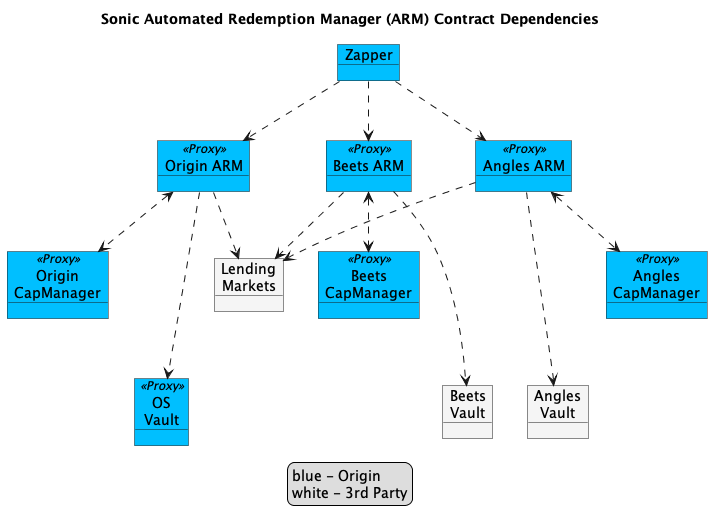 Sonic Automated Redemption Manager (ARM) Contract Dependencies
Zapper
«Proxy»
Origin ARM
«Proxy»
Beets ARM
«Proxy»
Angles ARM
«Proxy»
Origin
CapManager
Lending
Markets
«Proxy»
Beets
CapManager
«Proxy»
Angles
CapManager
«Proxy»
OS
Vault
Beets
Vault
Angles
Vault
blue – Origin
white – 3rd Party